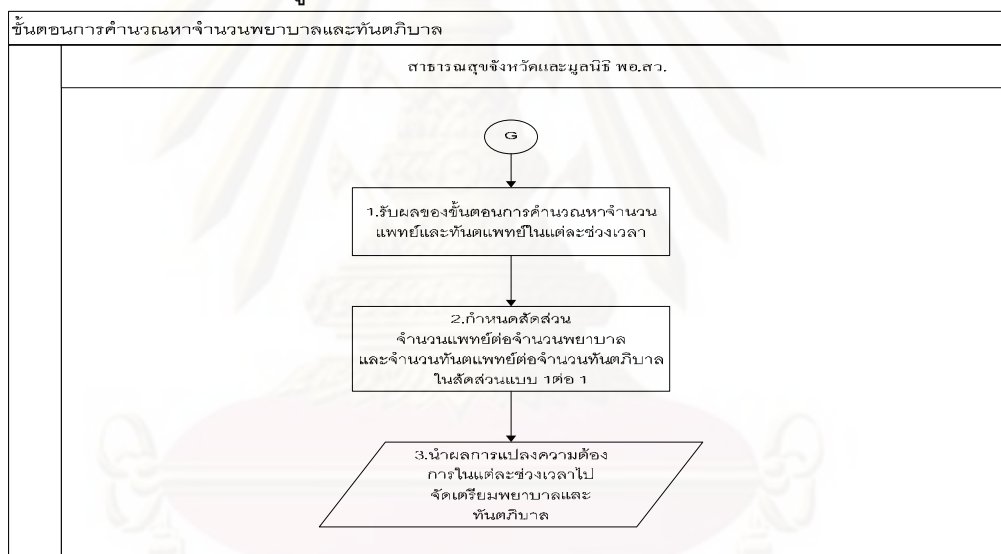 ขั้นตอนการคำนวณหาจำนวนพยาบาลและทันตภิบาล
สาธารณสุขจังหวัดและมูลนิธิ พอ.สว.
G
1.รับผลของขั้นตอนการคำนวณหาจำนวน
แพทย์และทันตแพทย์ในแต่ละช่วงเวลา
2.กำหนดสัดส่วน
จำนวนแพทย์ต่อจำนวนพยาบาล
และจำนวนทันตแพทย์ต่อจำนวนทันตภิบาล
ในสัดส่วนแบบ 1ต่อ 1
3.นำผลการแปลงความต้อง
การในแต่ละช่วงเวลาไป
จัดเตรียมพยาบาลและ
ทันตภิบาล